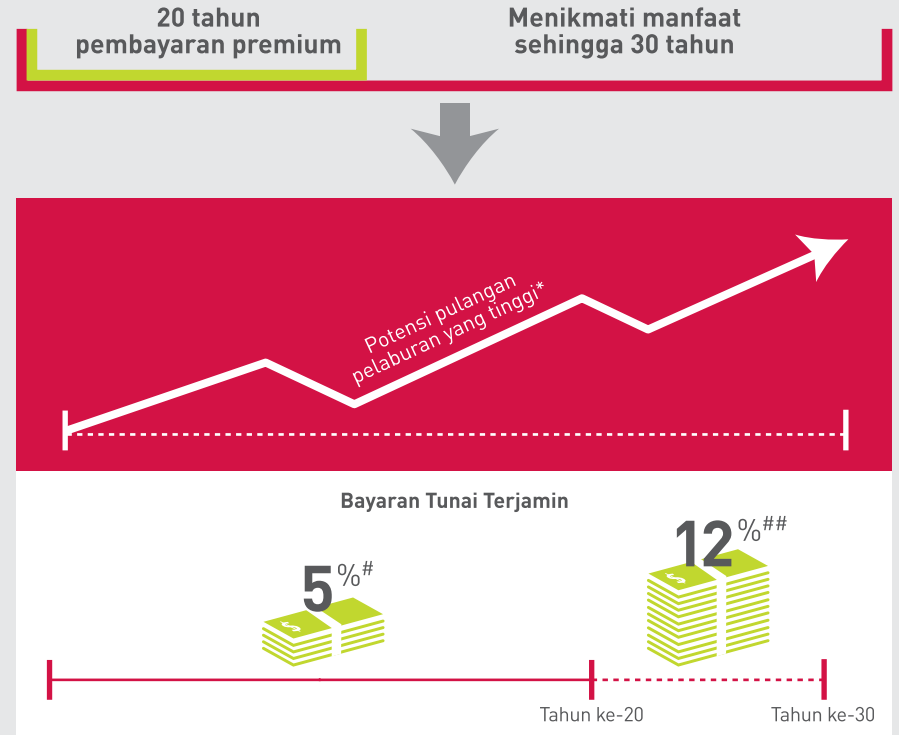 20 tahun
pembayaran premium
Menikmati manfaat
sehingga 30 tahun
Potensi pulangan
pelaburan yang tinggi*
Bayaran Tunai Terjamin
5%#
12%##
$
$
Tahun ke-20
Tahun ke-30